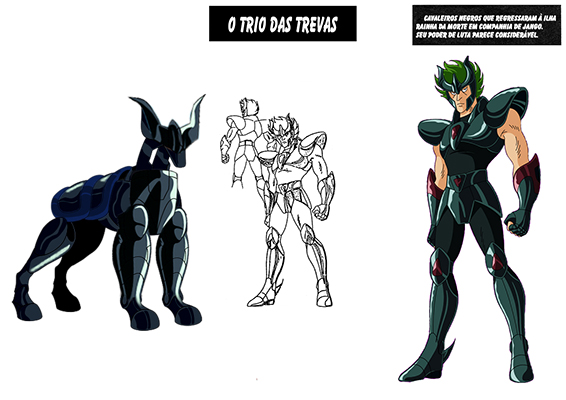 O TRIO DAS TREVAS
CAVALEIROS NEGROS QUE REGRESSARAM À ILHA
RAINHA DA MORTE EM COMPANHIA DE JANGO.
SEU PODER DE LUTA PARECE CONSIDERÁVEL.